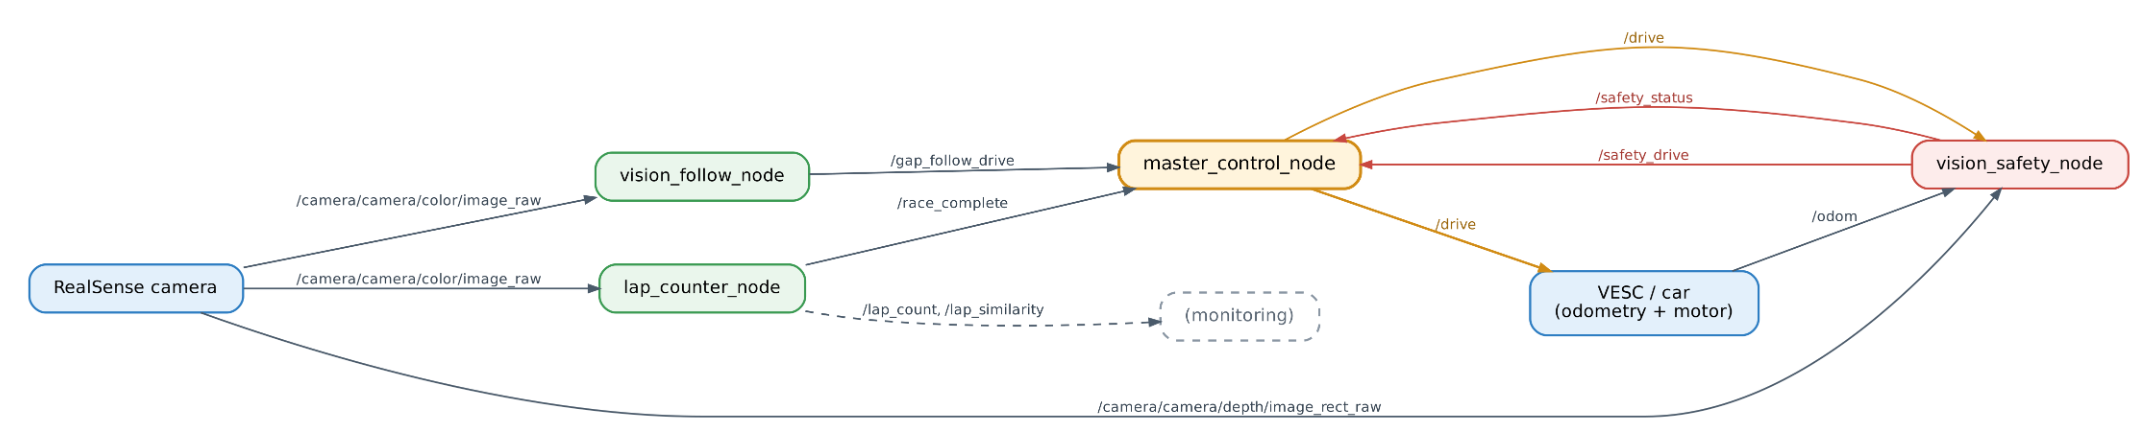 /drive
/safety_status
/safety_drive
/gap_follow_drive
master_control_node
vision_safety_node
vision_follow_node
/camera/camera/color/image_raw
/race_complete
/drive
/odom
RealSense camera
/camera/camera/color/image_raw
lap_counter_node
/lap_count, /lap_similarity
(monitoring)
VESC / car
(odometry + motor)
/camera/camera/depth/image_rect_raw